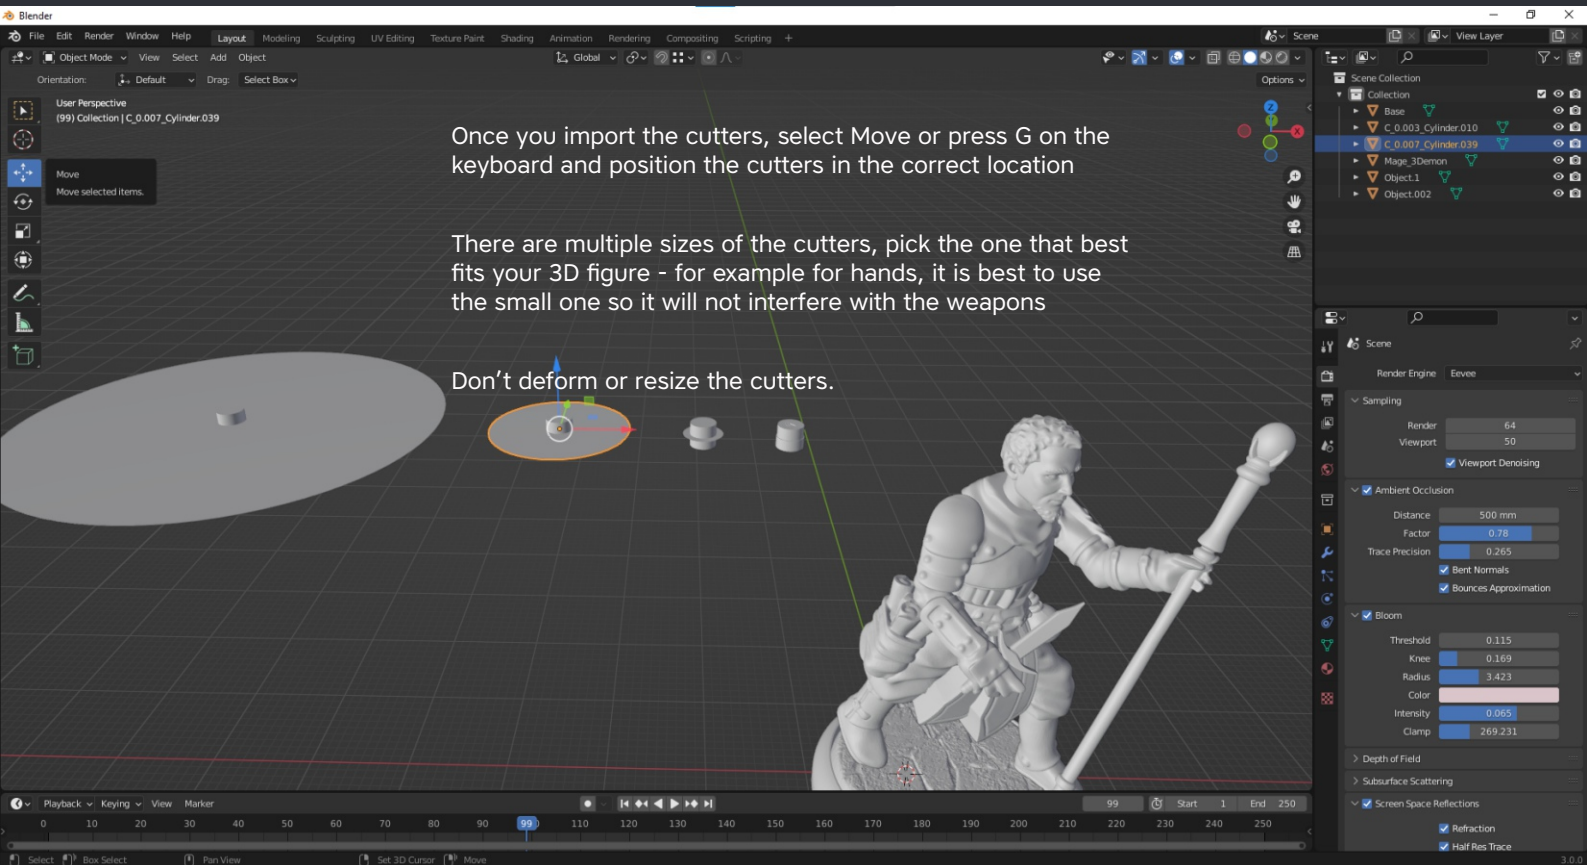 Blender
File Edit Render Window Help Layout Modeling Sculpting UV Editing Texture Paint Shading Animation Rendering Compositing Scripting + Scene View Layer
Object Mode View Select Add Object Global Options
Orientation: Default Drag: Select Box
User Perspective
(99) Collection | C_0.007_Cylinder.039
Move
Move selected items.
Once you import the cutters, select Move or press G on the
keyboard and position the cutters in the correct location
There are multiple sizes of the cutters, pick the one that best
fits your 3D figure - for example for hands, it is best to use
the small one so it will not interfere with the weapons
Don't deform or resize the cutters.
Z
X
Scene Collection
Collection
Base
C_0.003_Cylinder.010
C_0.007_Cylinder.039
Mage_3Demon
Object.1
Object.002
Scene
Render Engine Eevee
Sampling
Render 64
Viewport 50
Viewport Denoising
Ambient Occlusion
Distance 500 mm
Factor 0.78
Trace Precision 0.265
Bent Normals
Bounces Approximation
Bloom
Threshold 0.115
Knee 0.169
Radius 3.423
Color
Intensity 0.065
Clamp 269.231
Depth of Field
Subsurface Scattering
Screen Space Reflections
Refraction
Half Res Trace
Playback Keying View Marker 99 Start 1 End 250
0 10 20 30 40 50 60 70 80 90 99 110 120 130 140 150 160 170 180 190 200 210 220 230 240 250
Select Box Select Pan View Set 3D Cursor Move 3.0.0